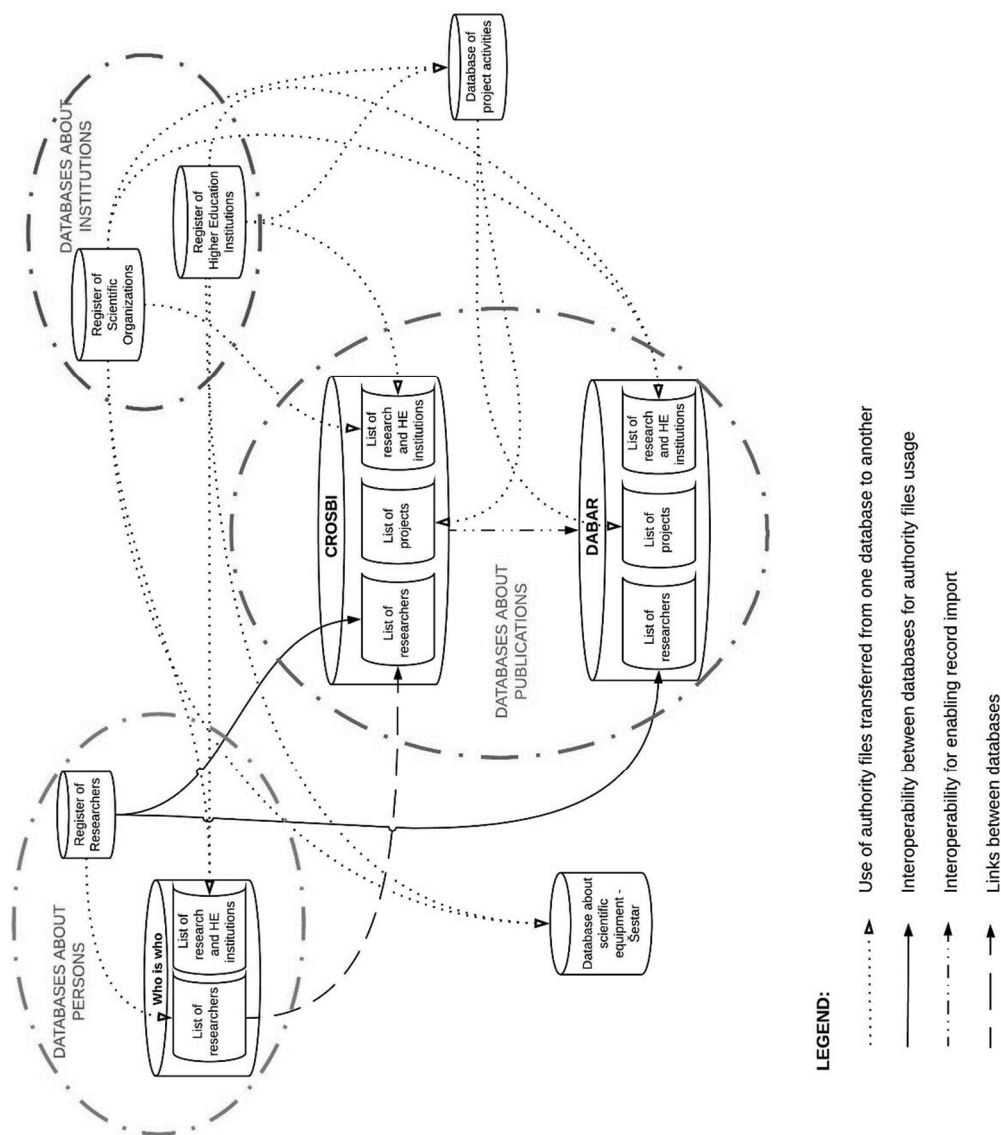 DATABASES ABOUT
PERSONS
Register of
Researchers
Who is who
List of
researchers
List of
research
and HE
institutions
DATABASES ABOUT
INSTITUTIONS
Register of
Scientific
Organizations
Register of
Higher Education
Institutions
Database of
project activities
CROSBI
List of
researchers
List of
projects
List of
research
and HE
institutions
DATABASES ABOUT
PUBLICATIONS
DABAR
List of
researchers
List of
projects
List of
research
and HE
institutions
Database about
scientific
equipment -
Šestar
LEGEND:
Use of authority files transferred from one database to another
Interoperability between databases for authority files usage
Interoperability for enabling record import
Links between databases